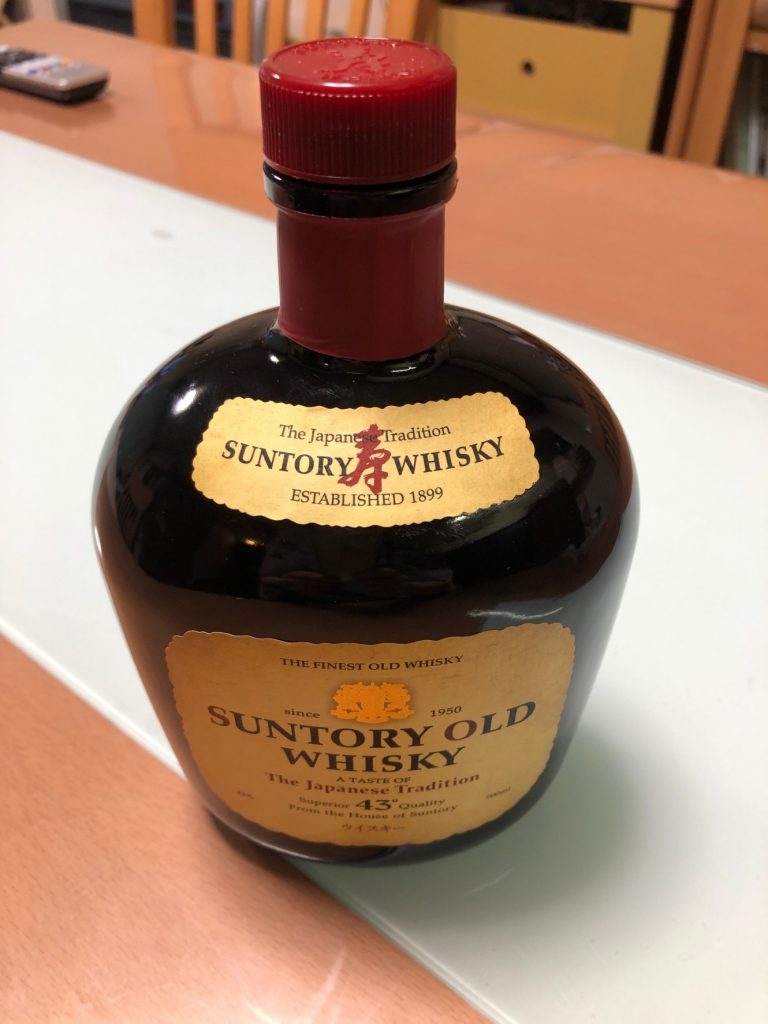 The Japanese Tradition
SUNTORY 寿 WHISKY
ESTABLISHED 1899
THE FINEST OLD WHISKY
since 1950
SUNTORY OLD
WHISKY
A TASTE OF
The Japanese Tradition
Superior 43° Quality
From the House of Suntory
ウイスキー